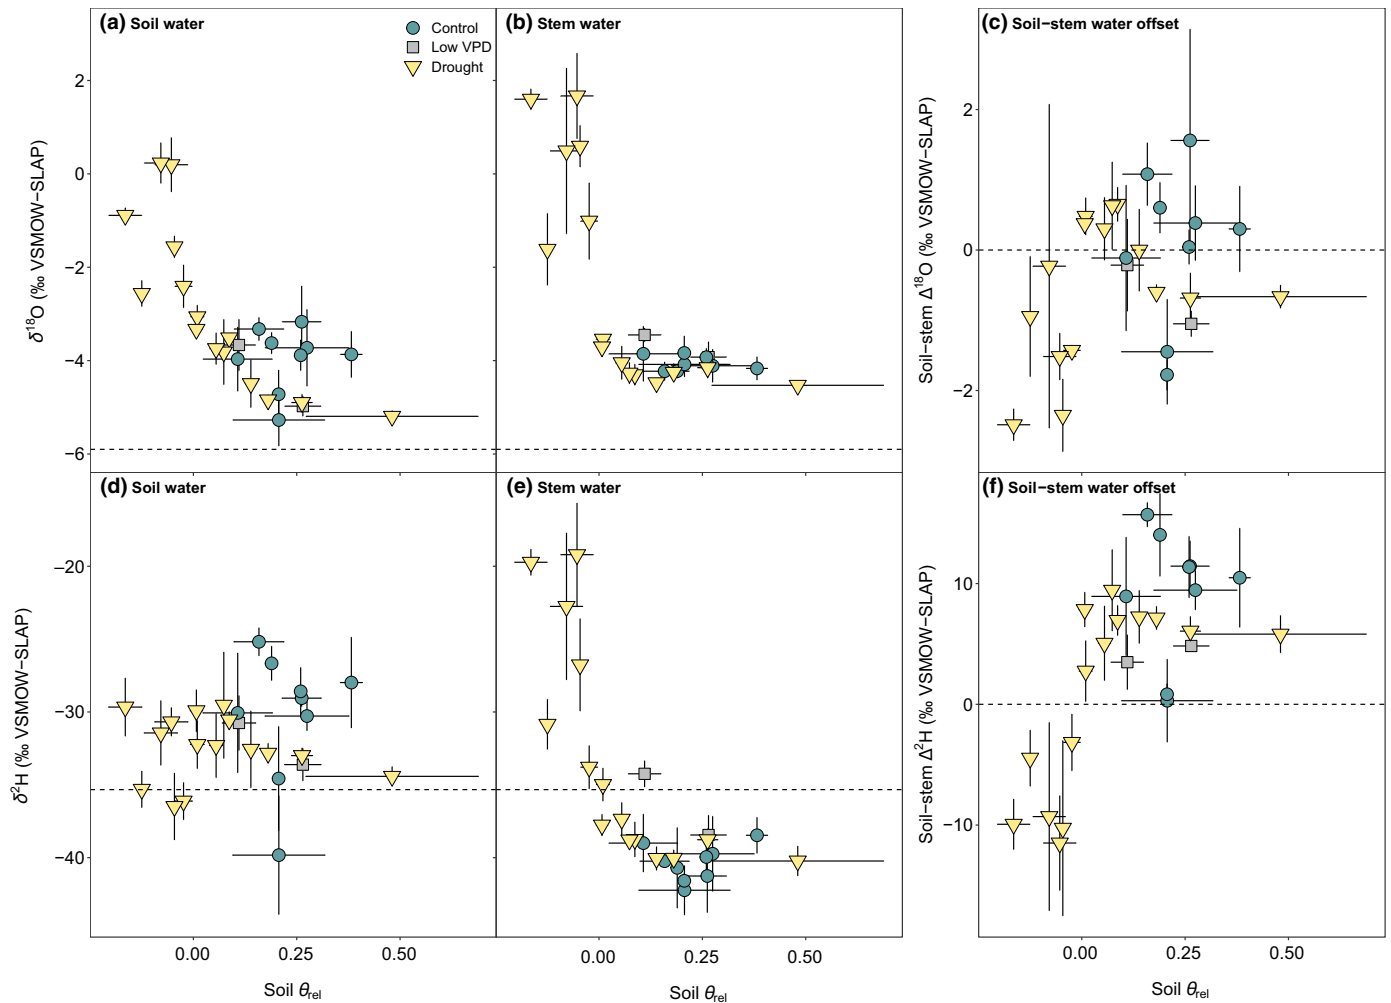 (a) Soil water
Control
Low VPD
Drought
(b) Stem water
(c) Soil−stem water offset
δ18O (‰ VSMOW−SLAP)
2
0
−2
−4
−6
Soil−stem Δ18O (‰ VSMOW−SLAP)
2
0
−2
(d) Soil water
(e) Stem water
(f) Soil−stem water offset
δ2H (‰ VSMOW−SLAP)
−20
−30
−40
Soil−stem Δ2H (‰ VSMOW−SLAP)
10
0
−10
0.00 0.25 0.50
0.00 0.25 0.50
0.00 0.25 0.50
Soil θrel
Soil θrel
Soil θrel